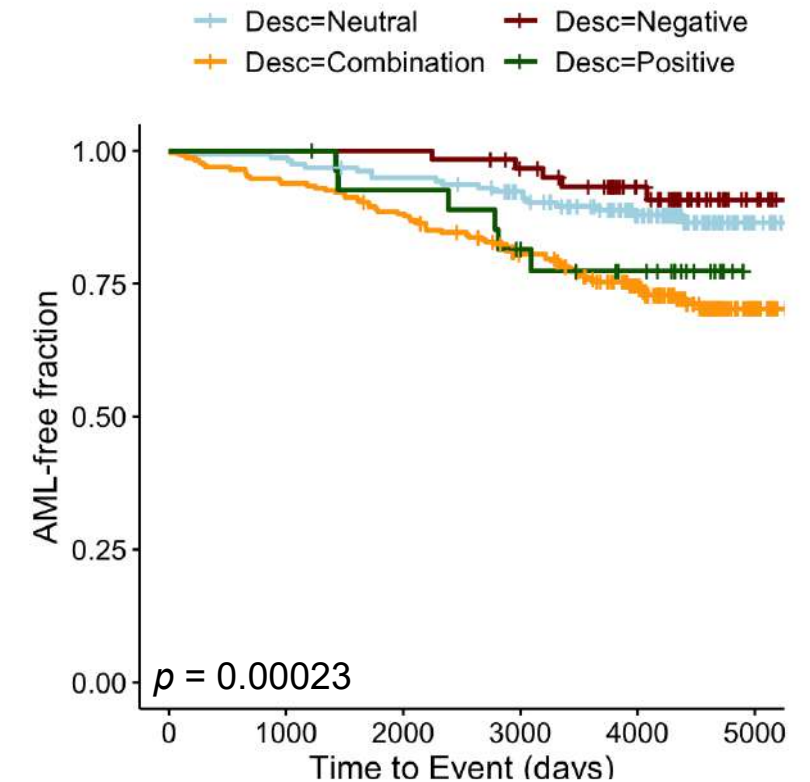 Desc=Neutral Desc=Negative
Desc=Combination Desc=Positive
1.00
0.75
0.50
0.25
0.00
AML-free fraction
p = 0.00023
0 1000 2000 3000 4000 5000
Time to Event (days)